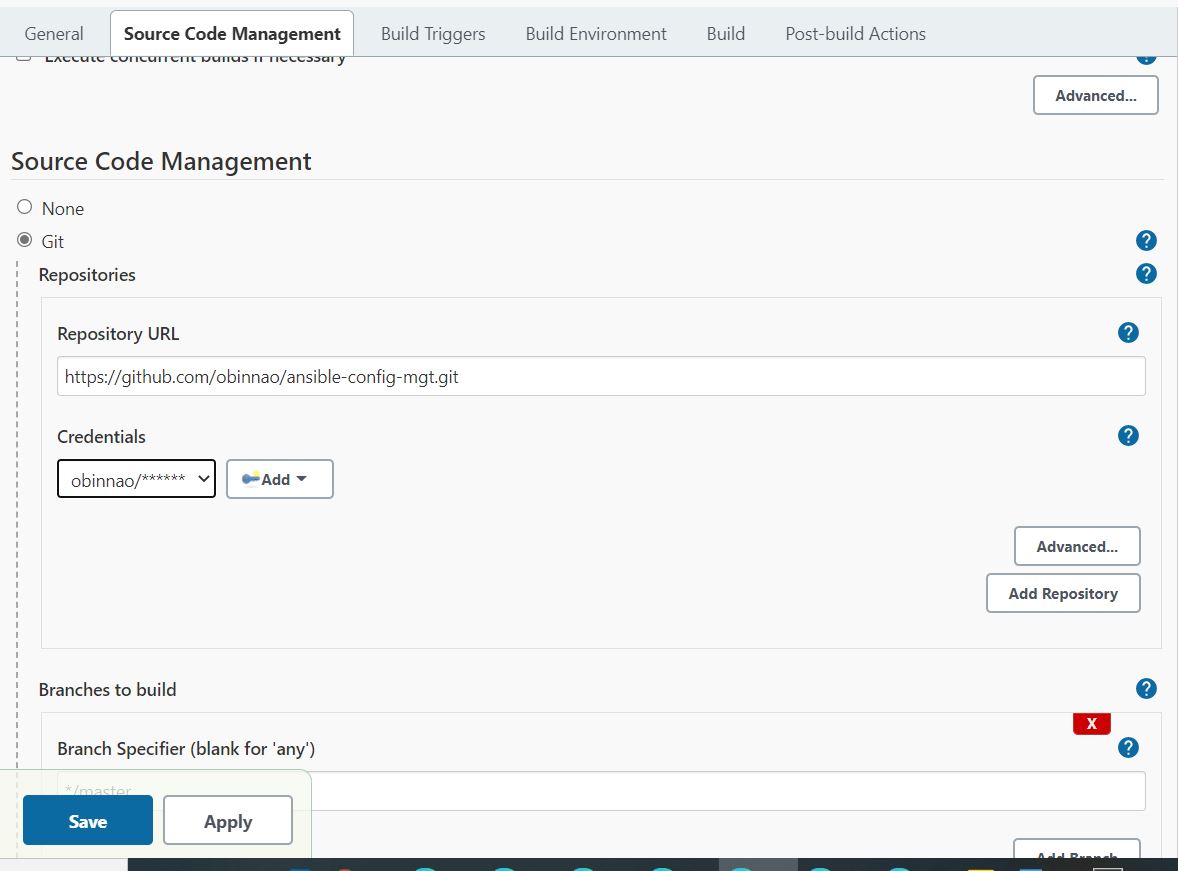 General Source Code Management Build Triggers Build Environment Build Post-build Actions
Execute concurrent builds if necessary ?
Advanced...
Source Code Management
None
Git ?
Repositories ?
Repository URL ?
https://github.com/obinnao/ansible-config-mgt.git
Credentials ?
obinnao/****** Add
Advanced...
Add Repository
Branches to build ?
X
Branch Specifier (blank for 'any') ?
*/master
Save Apply
Add Branch